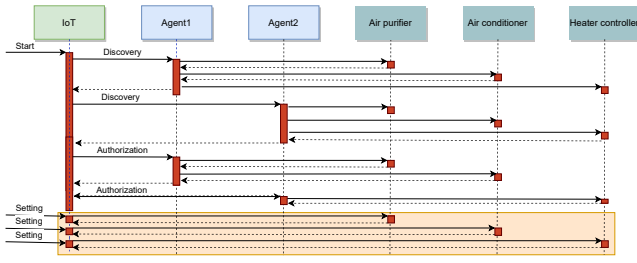 IoT
Agent1
Agent2
Air purifier
Air conditioner
Heater controller
Start
Discovery
Discovery
Authorization
Authorization
Setting
Setting
Setting